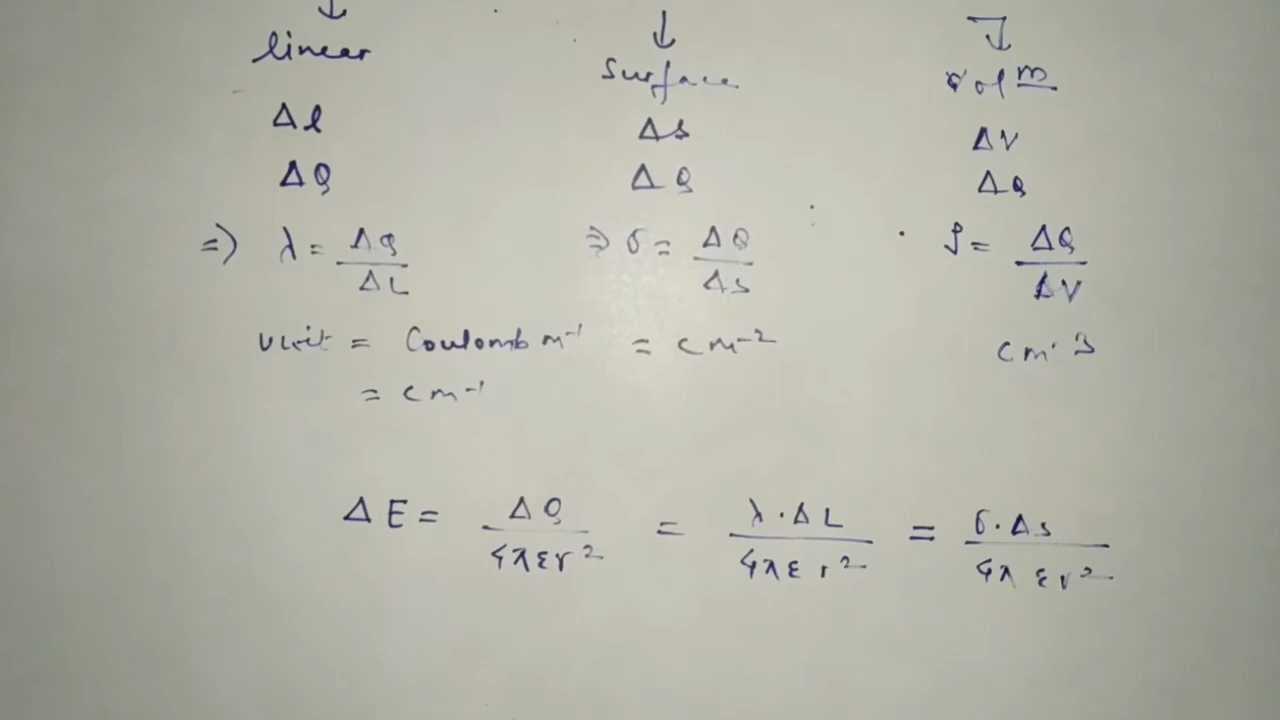 linear surface volm
Δl Δs ΔV
ΔQ ΔQ ΔQ
=> λ = ΔQ/ΔL => σ = ΔQ/Δs ρ = ΔQ/ΔV
unit = Coulomb m⁻¹ = cm⁻² cm⁻³
= cm⁻¹
ΔE = ΔQ/4πεr² = λ·ΔL/4πεr² = σ·Δs/4πεr²